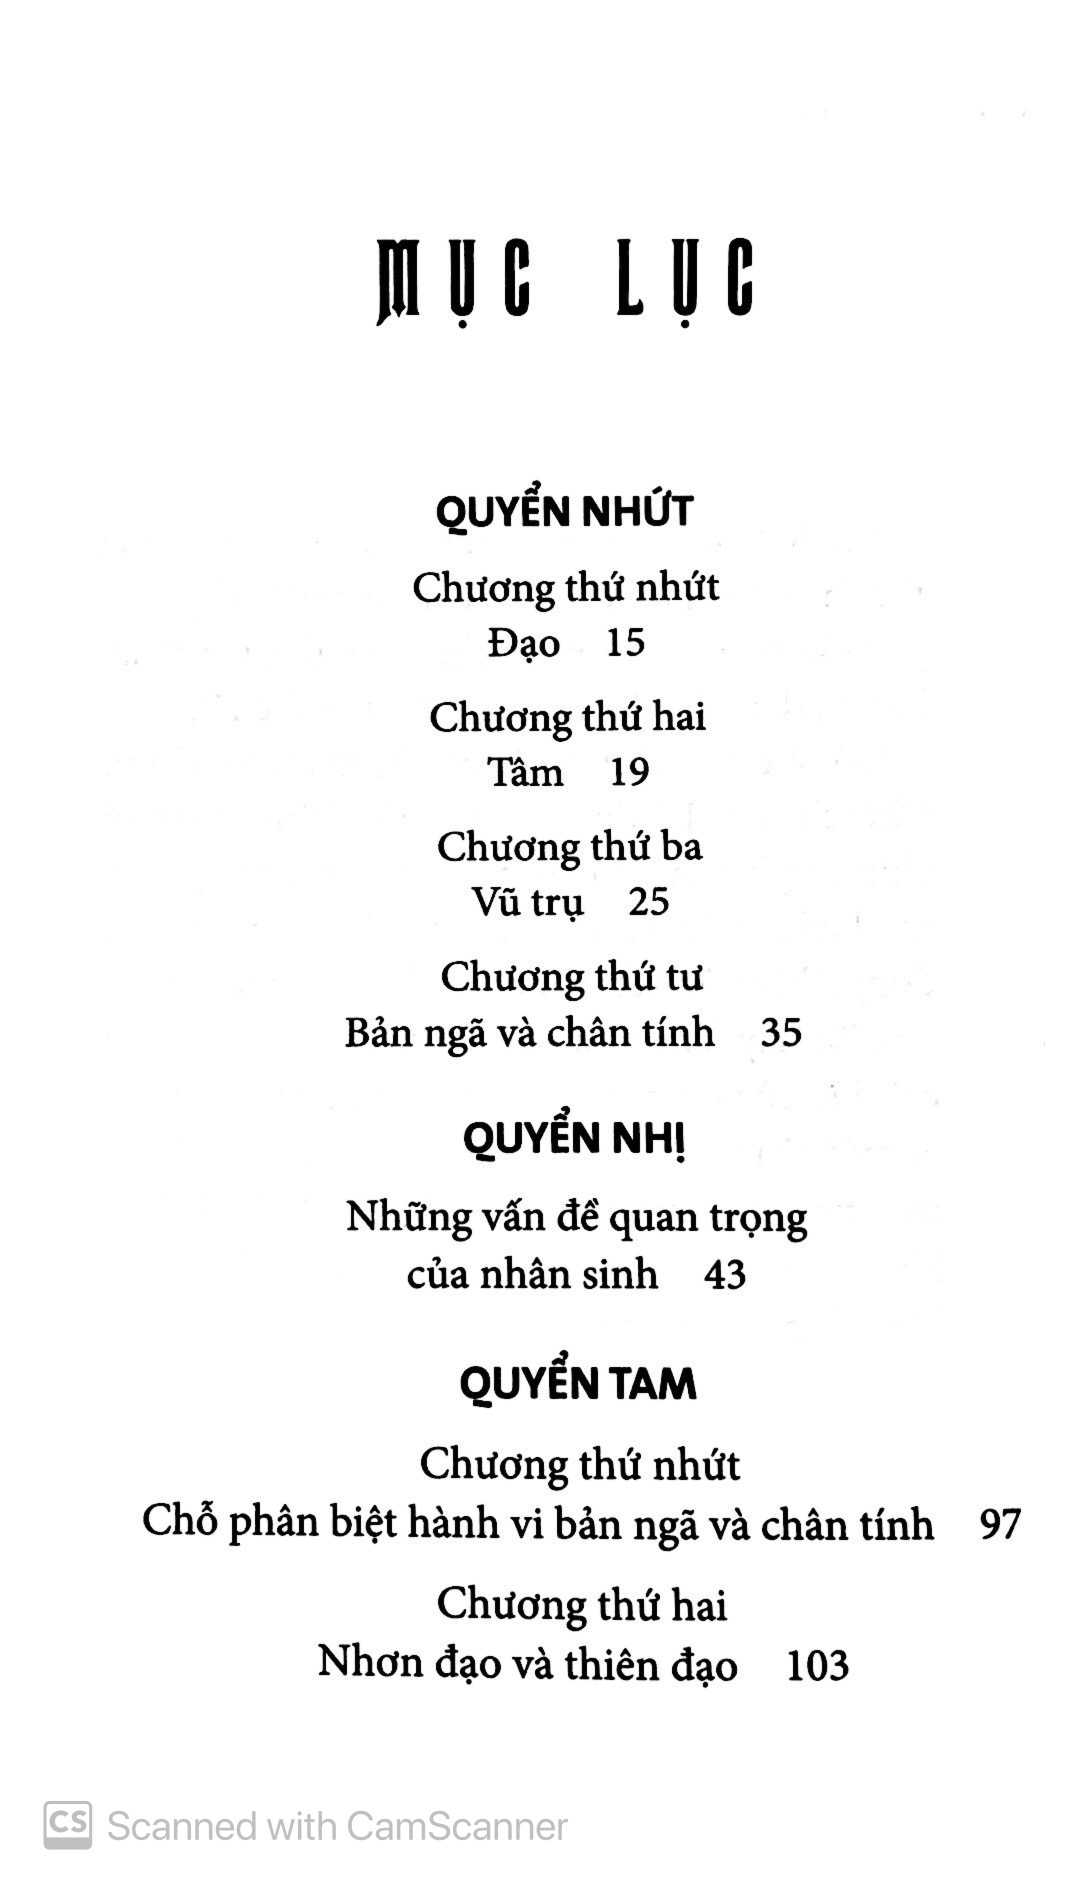 MỤC LỤC
QUYỂN NHỨT
Chương thứ nhứt
Đạo 15
Chương thứ hai
Tâm 19
Chương thứ ba
Vũ trụ 25
Chương thứ tư
Bản ngã và chân tính 35
QUYỂN NHỊ
Những vấn đề quan trọng
của nhân sinh 43
QUYỂN TAM
Chương thứ nhứt
Chỗ phân biệt hành vi bản ngã và chân tính 97
Chương thứ hai
Nhơn đạo và thiên đạo 103
CS Scanned with CamScanner